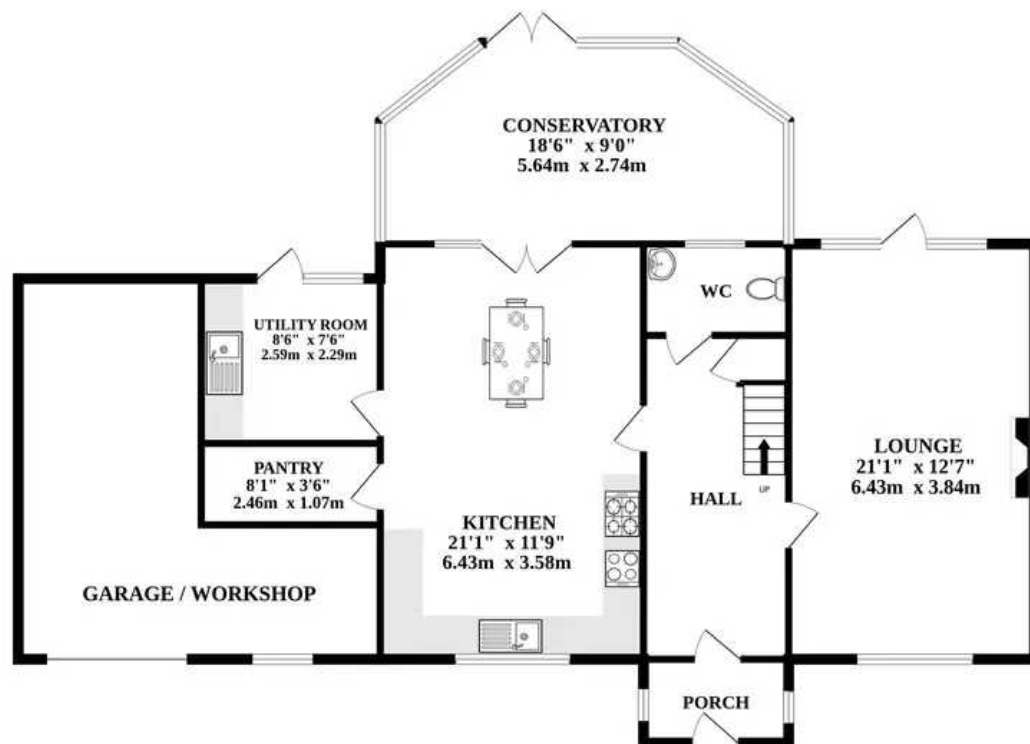 CONSERVATORY
18'6" x 9'0"
5.64m x 2.74m
UTILITY ROOM
8'6" x 7'6"
2.59m x 2.29m
WC
PANTRY
8'1" x 3'6"
2.46m x 1.07m
KITCHEN
21'1" x 11'9"
6.43m x 3.58m
UP
HALL
LOUNGE
21'1" x 12'7"
6.43m x 3.84m
GARAGE / WORKSHOP
PORCH